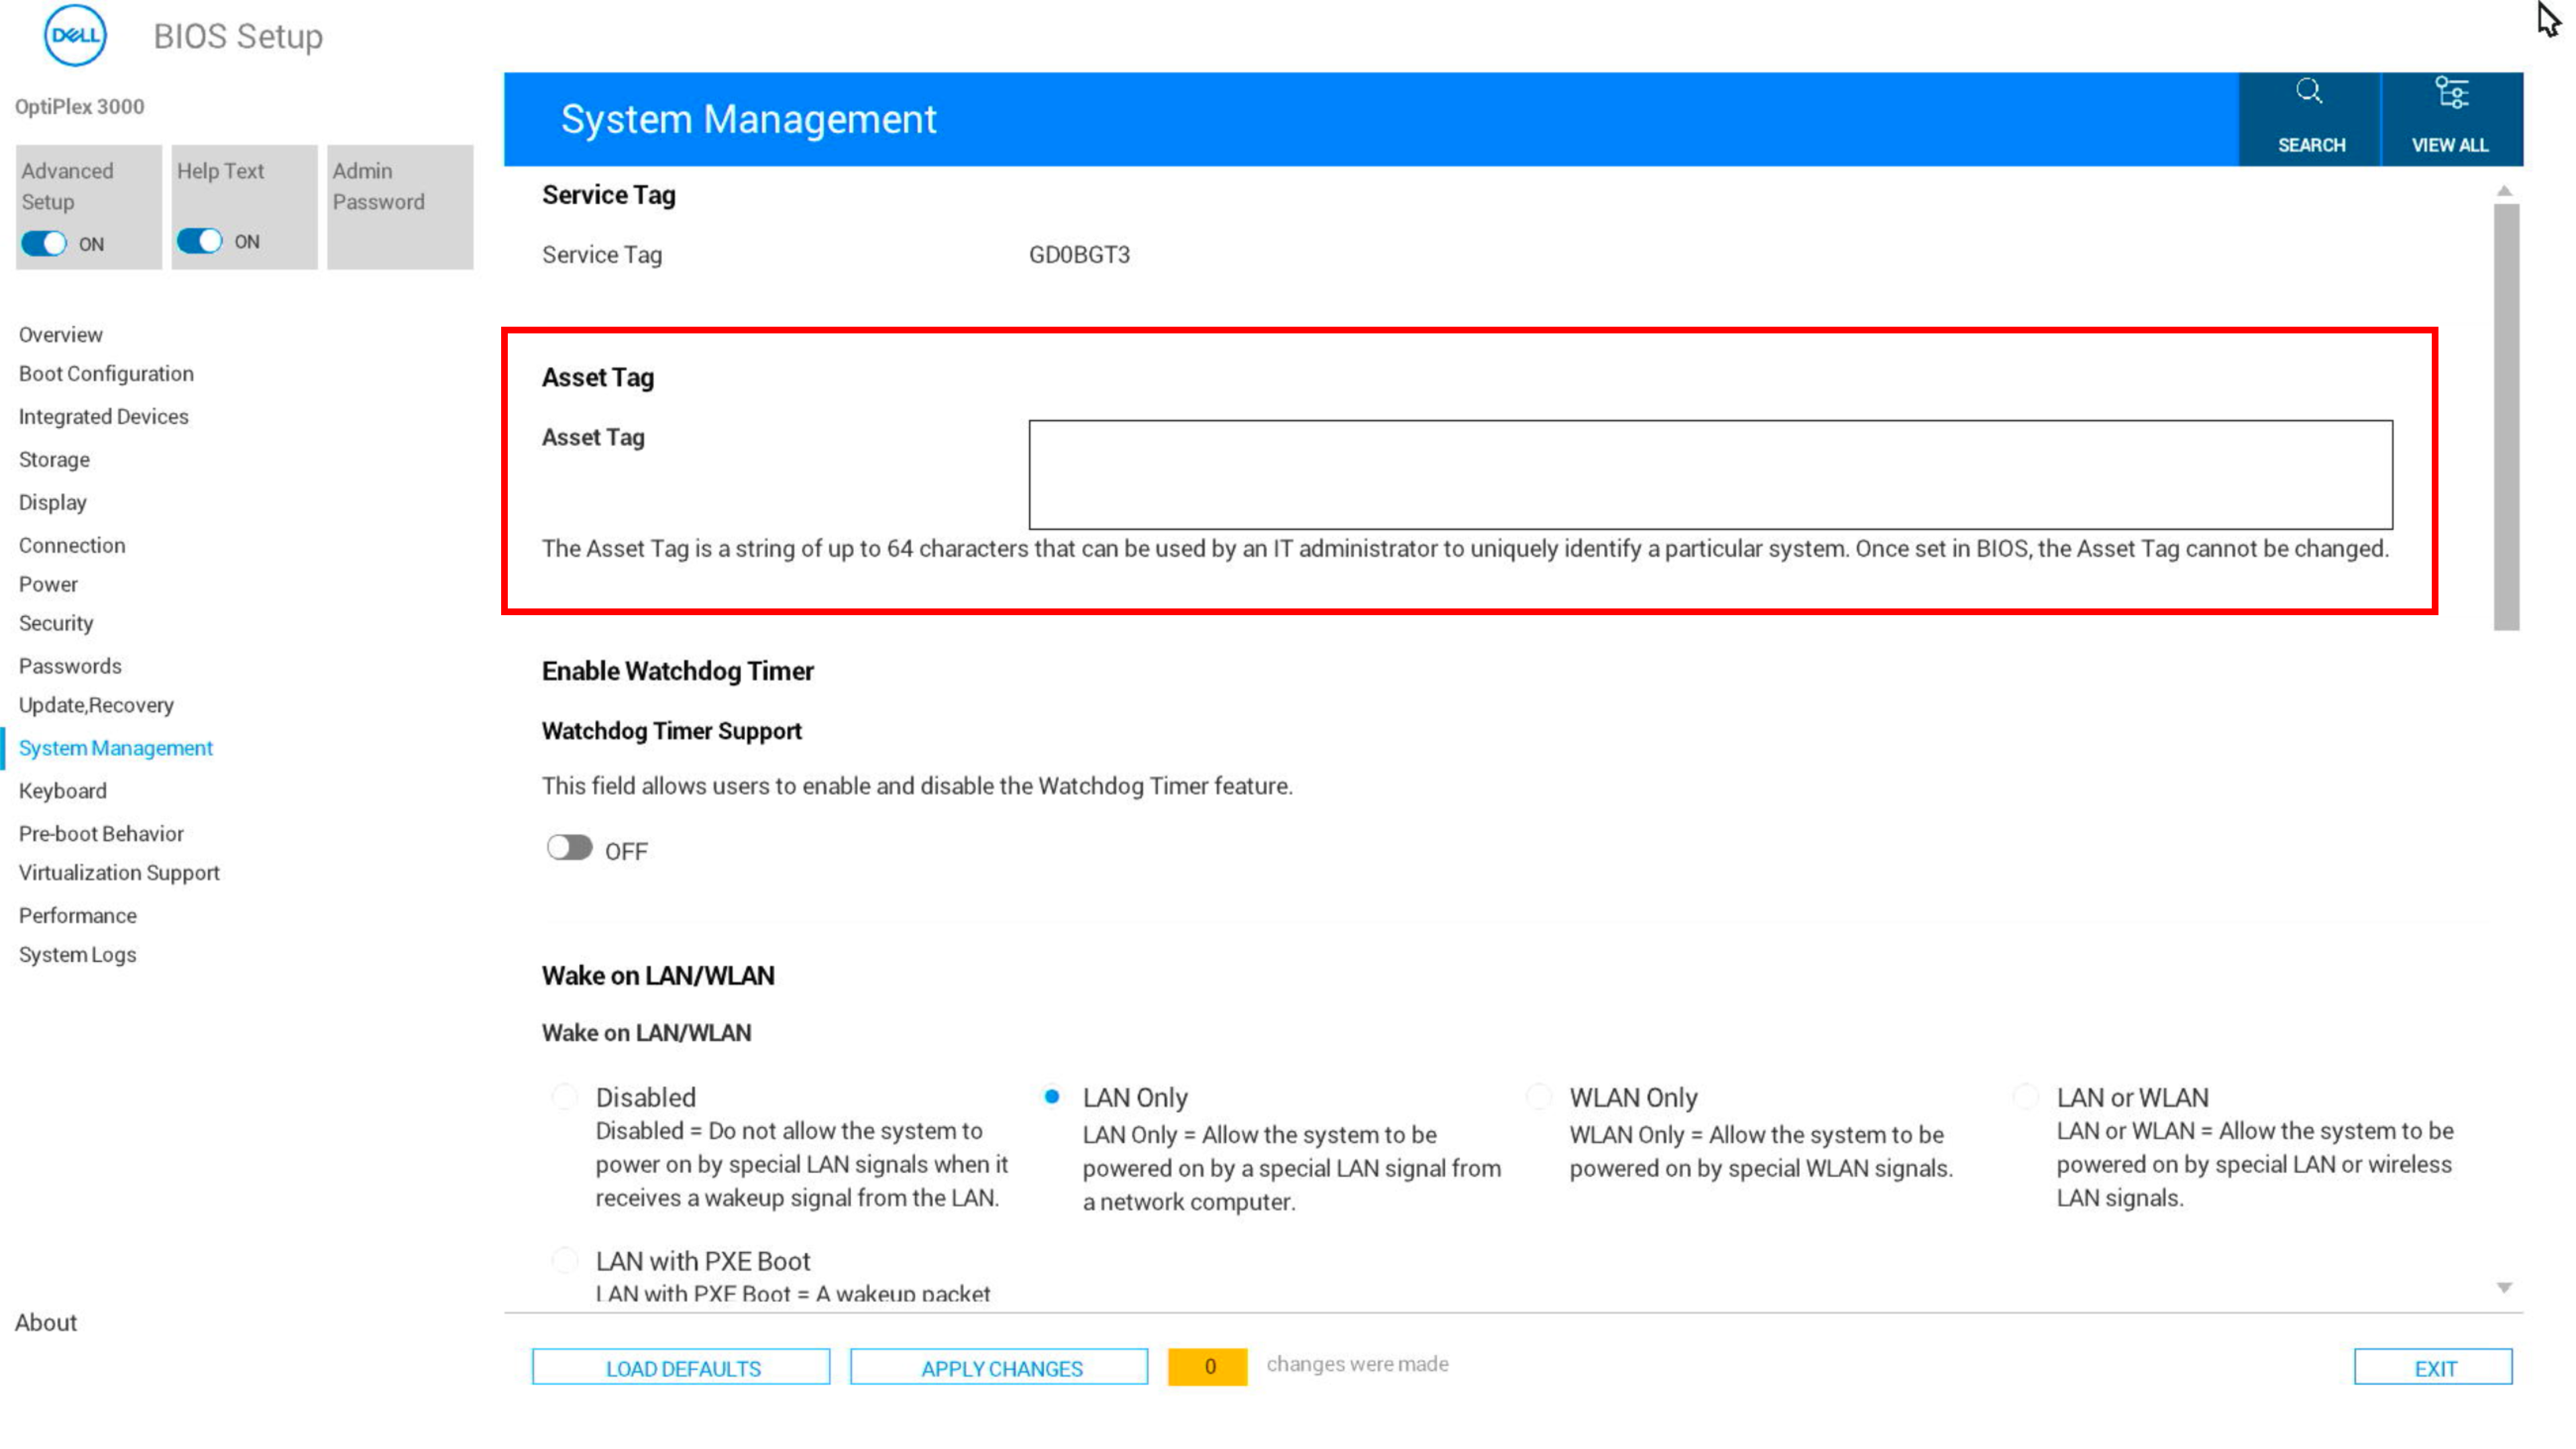 DELL
BIOS Setup
OptiPlex 3000
Advanced Setup
ON
Help Text
ON
Admin Password
Overview
Boot Configuration
Integrated Devices
Storage
Display
Connection
Power
Security
Passwords
Update,Recovery
System Management
Keyboard
Pre-boot Behavior
Virtualization Support
Performance
System Logs
About
System Management
SEARCH
VIEW ALL
Service Tag
Service Tag GD0BGT3
Asset Tag
Asset Tag
The Asset Tag is a string of up to 64 characters that can be used by an IT administrator to uniquely identify a particular system. Once set in BIOS, the Asset Tag cannot be changed.
Enable Watchdog Timer
Watchdog Timer Support
This field allows users to enable and disable the Watchdog Timer feature.
OFF
Wake on LAN/WLAN
Wake on LAN/WLAN
Disabled
Disabled = Do not allow the system to
power on by special LAN signals when it
receives a wakeup signal from the LAN.
LAN Only
LAN Only = Allow the system to be
powered on by a special LAN signal from
a network computer.
WLAN Only
WLAN Only = Allow the system to be
powered on by special WLAN signals.
LAN or WLAN
LAN or WLAN = Allow the system to be
powered on by special LAN or wireless
LAN signals.
LAN with PXE Boot
LAN with PXE Boot = A wakeup packet
LOAD DEFAULTS
APPLY CHANGES
0 changes were made
EXIT